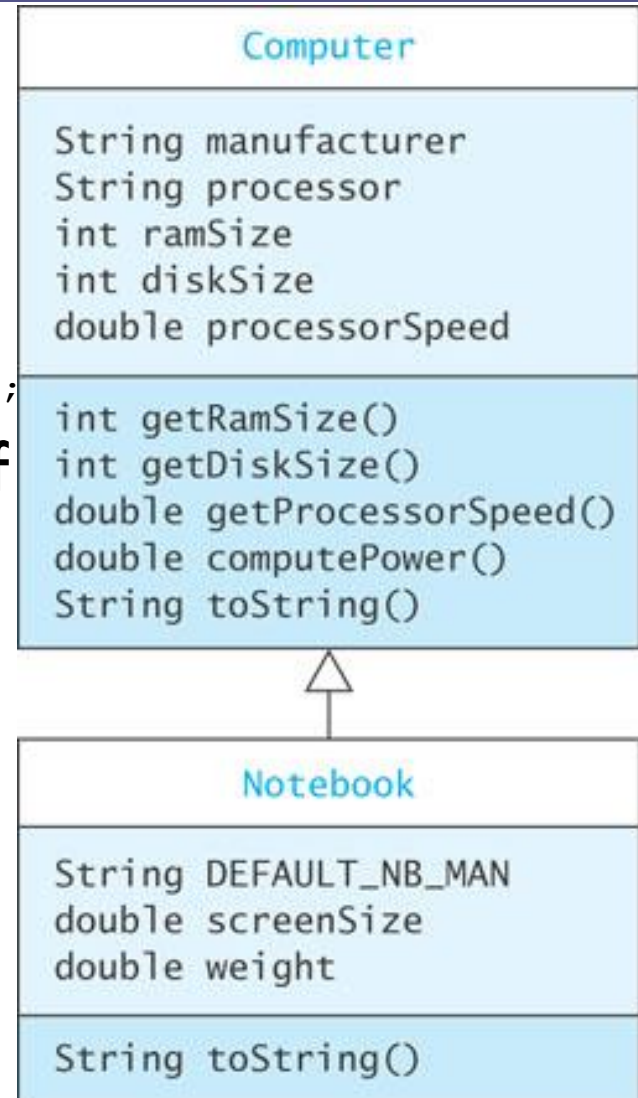 Computer
String manufacturer
String processor
int ramSize
int diskSize
double processorSpeed
;
int getRamSize()
f
int getDiskSize()
double getProcessorSpeed()
double computePower()
String toString()
Notebook
String DEFAULT_NB_MAN
double screenSize
double weight
String toString()